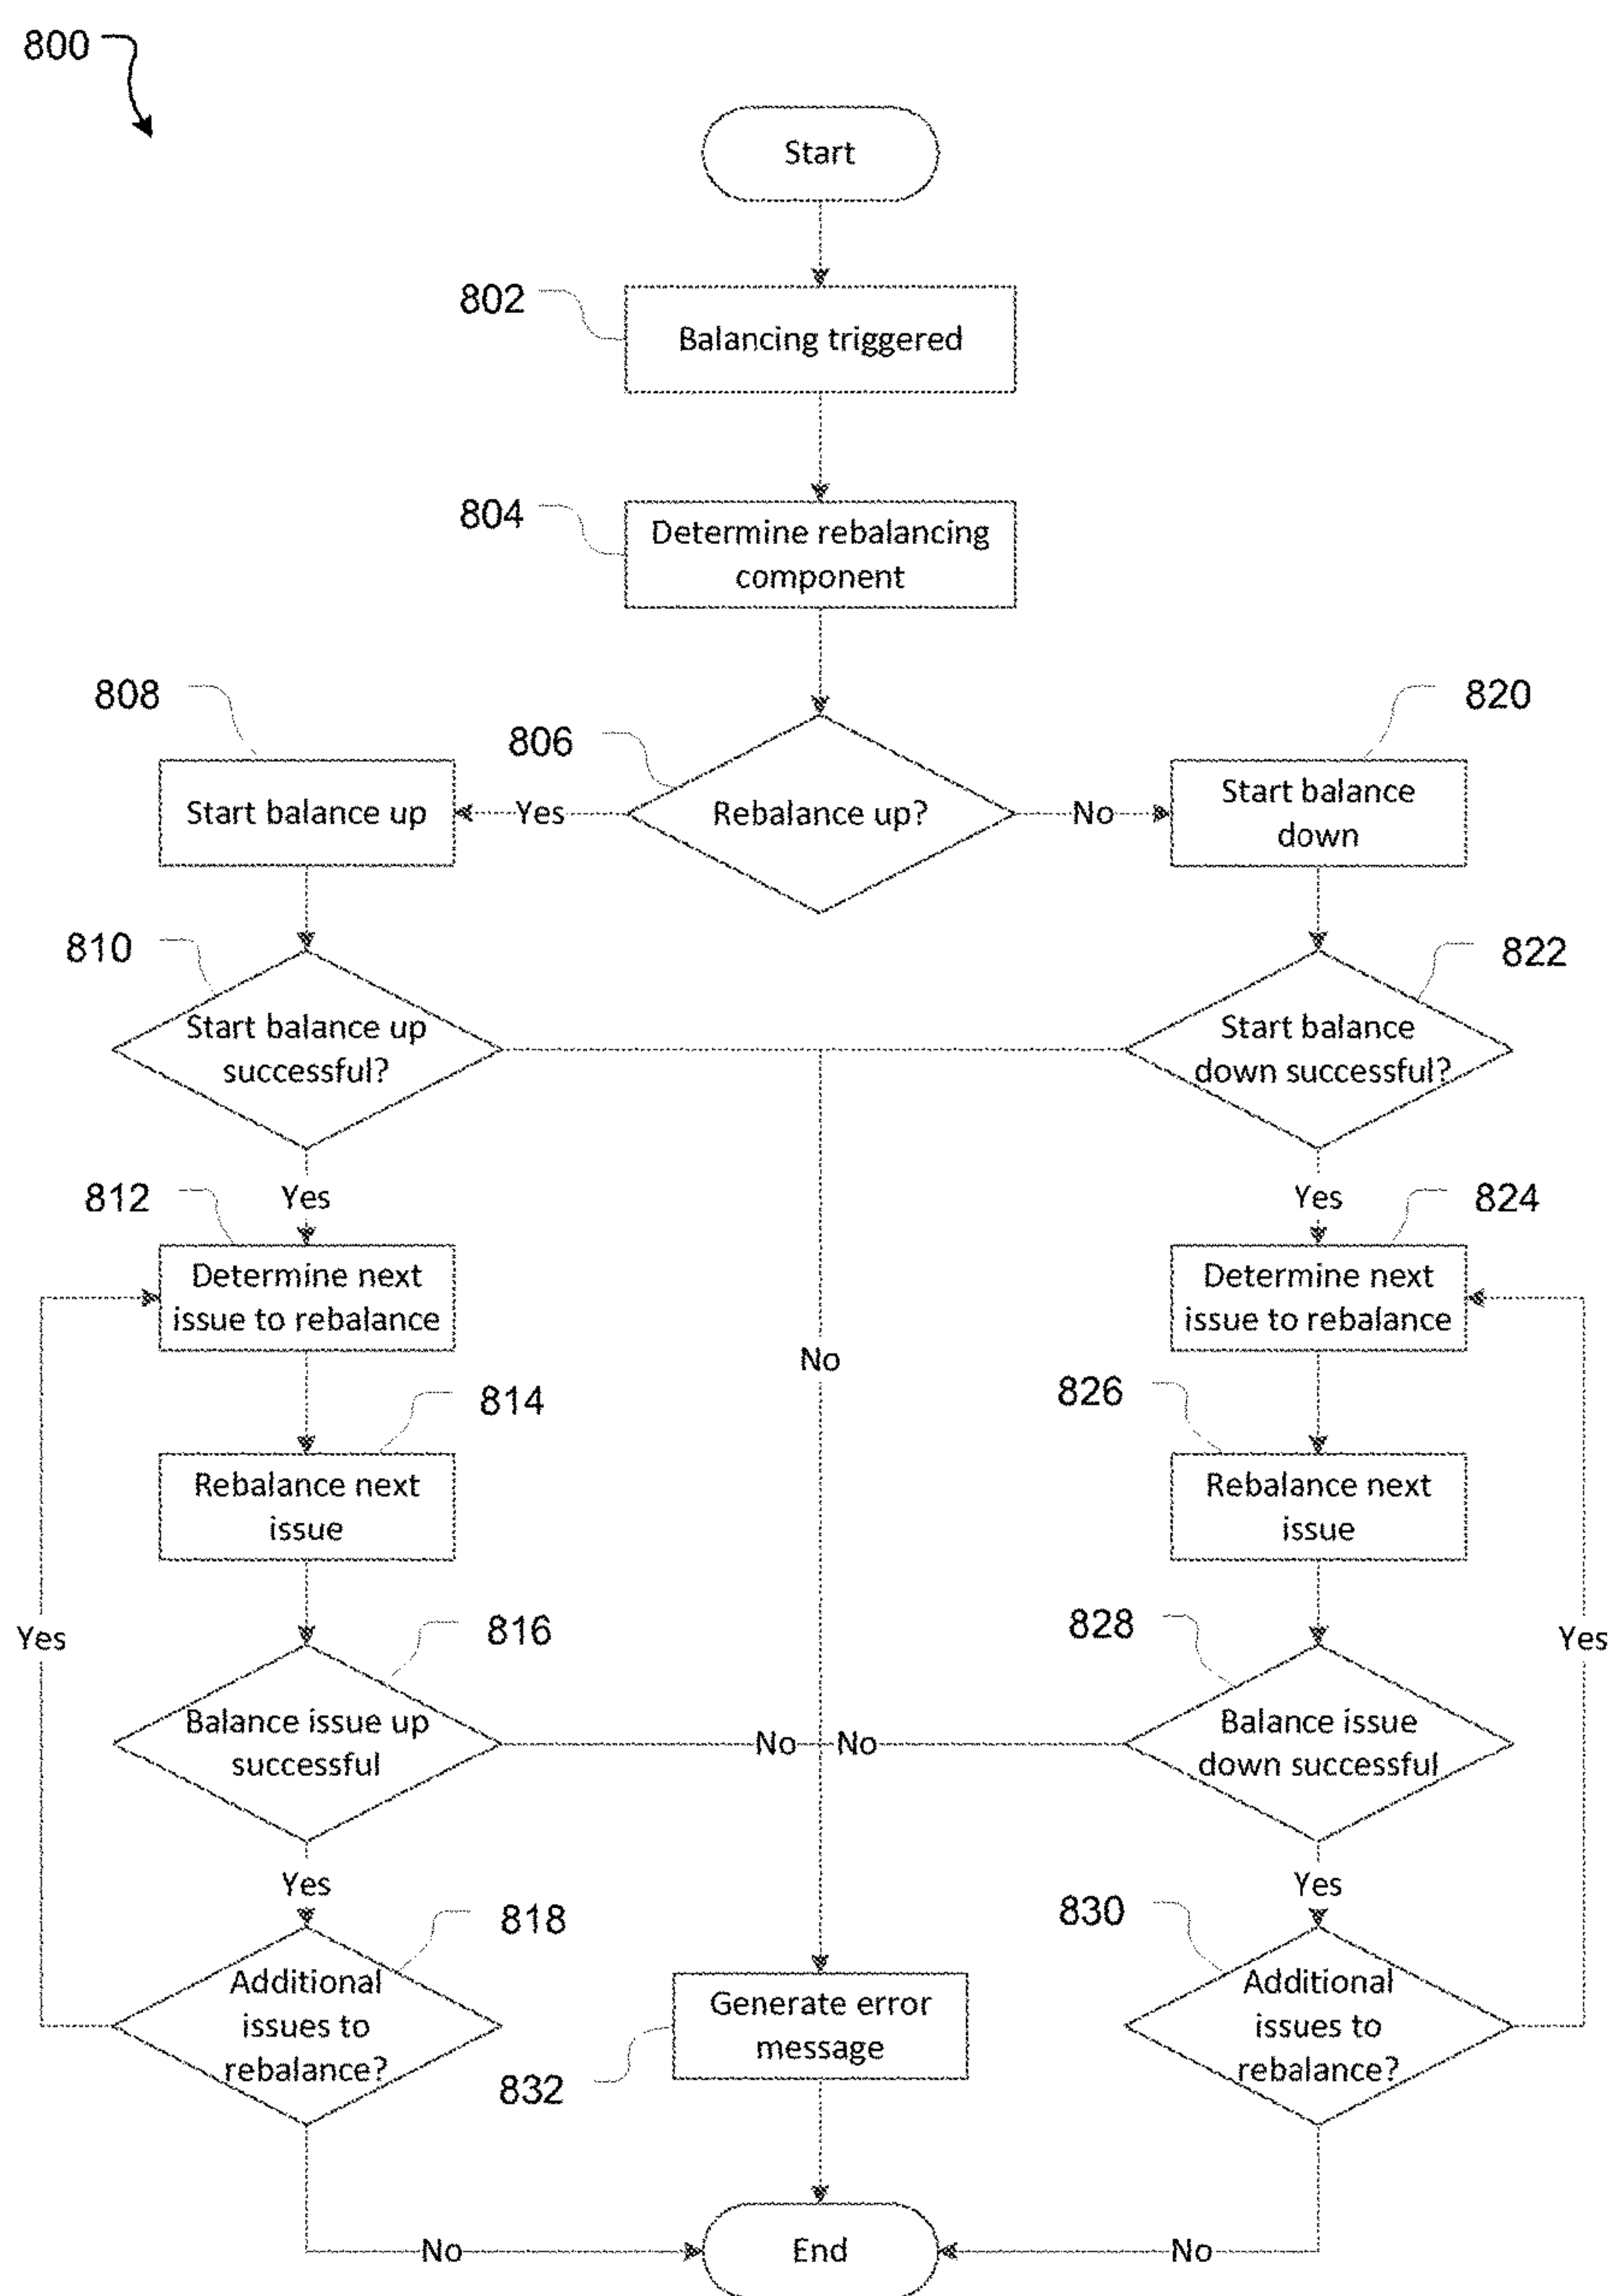 800
Start
802
Balancing triggered
804
Determine rebalancing
component
808
820
806
Start balance up
Yes
Rebalance up?
No
Start balance
down
810
822
Start balance up
successful?
Start balance
down successful?
812
Yes
Yes
824
Determine next
issue to rebalance
Determine next
issue to rebalance
No
814
826
Rebalance next
issue
Rebalance next
issue
Yes
816
828
Yes
Balance issue up
successful
No
No
Balance issue
down successful
Yes
Yes
818
830
Additional
issues to
rebalance?
Generate error
message
Additional
issues to
rebalance?
832
No
End
No